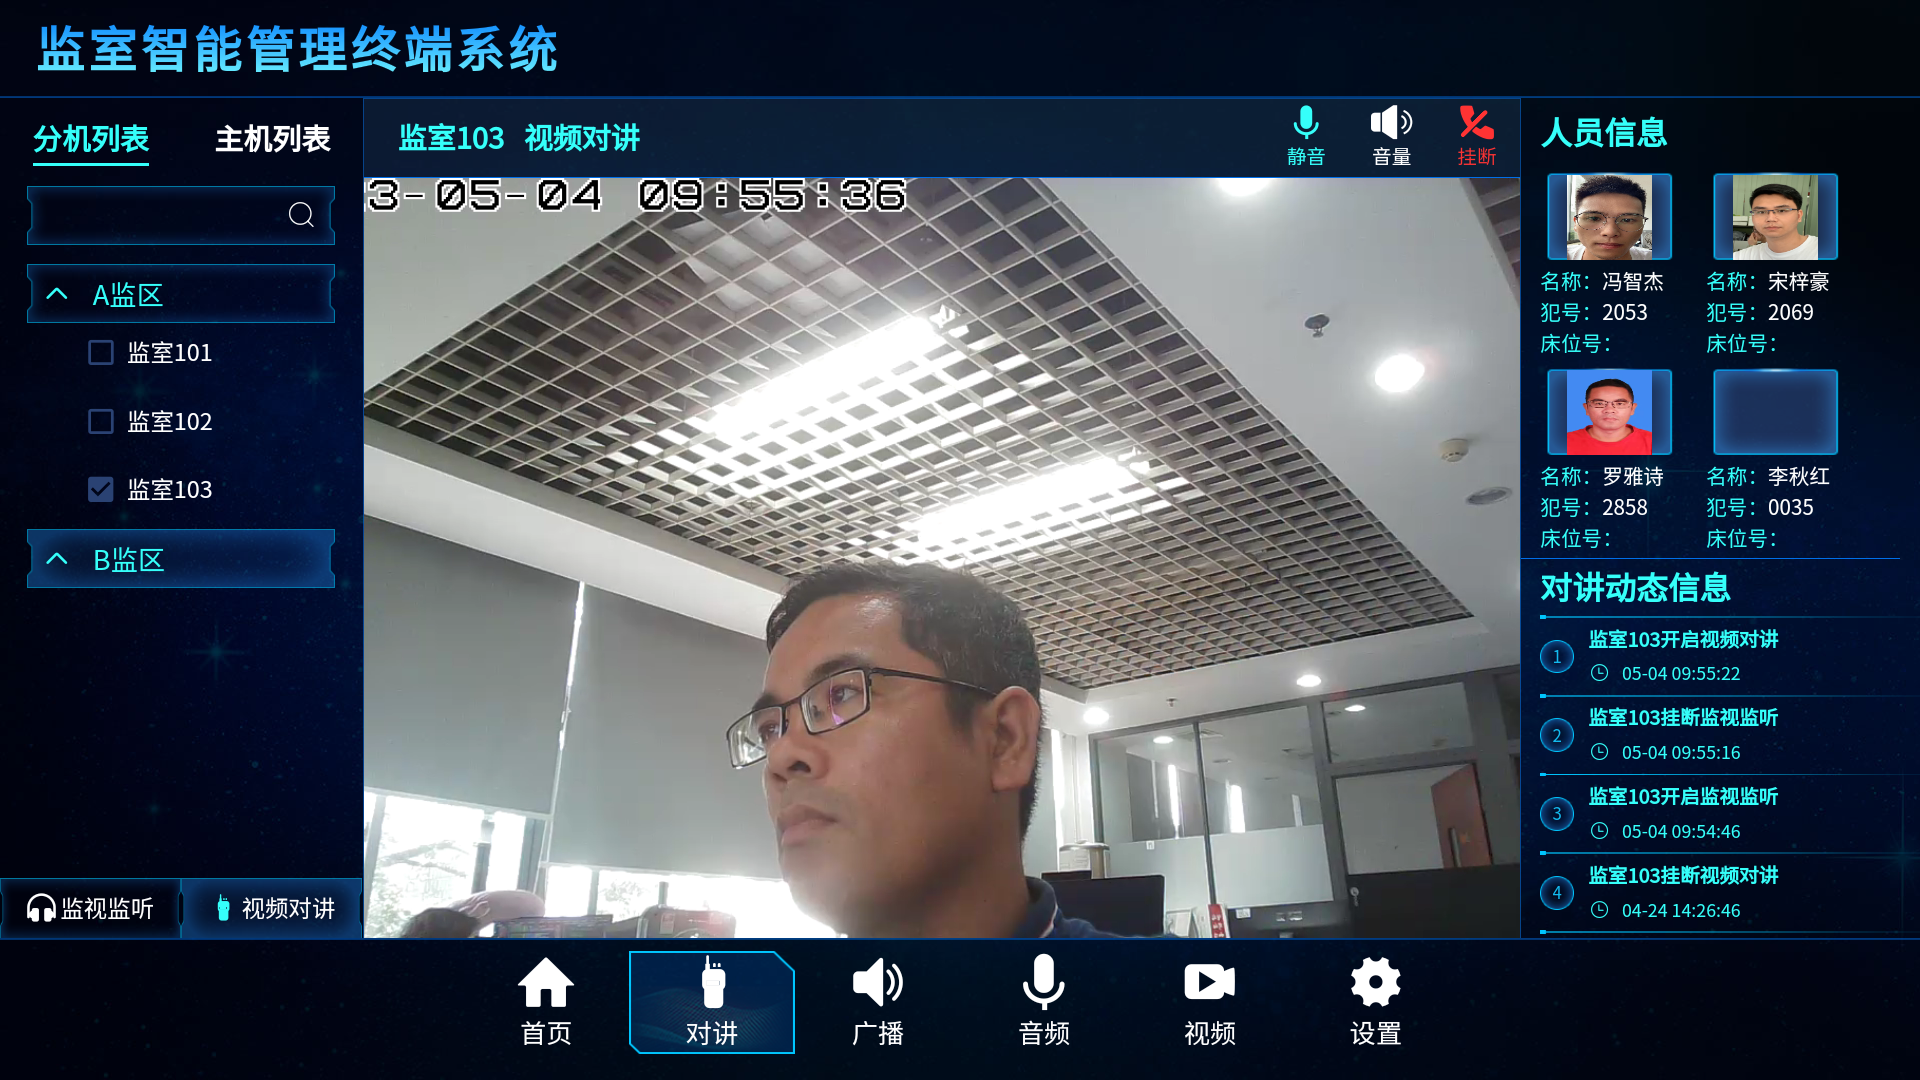 监室智能管理终端系统
分机列表
主机列表
A监区
监室101
监室102
监室103
B监区
监视监听
视频对讲
监室103 视频对讲
静音
音量
挂断
3-05-04 09:55:36
人员信息
名称：冯智杰
犯号：2053
床位号：
名称：宋梓豪
犯号：2069
床位号：
名称：罗雅诗
犯号：2858
床位号：
名称：李秋红
犯号：0035
床位号：
对讲动态信息
1
监室103开启视频对讲
05-04 09:55:22
2
监室103挂断监视监听
05-04 09:55:16
3
监室103开启监视监听
05-04 09:54:46
4
监室103挂断视频对讲
04-24 14:26:46
首页
对讲
广播
音频
视频
设置